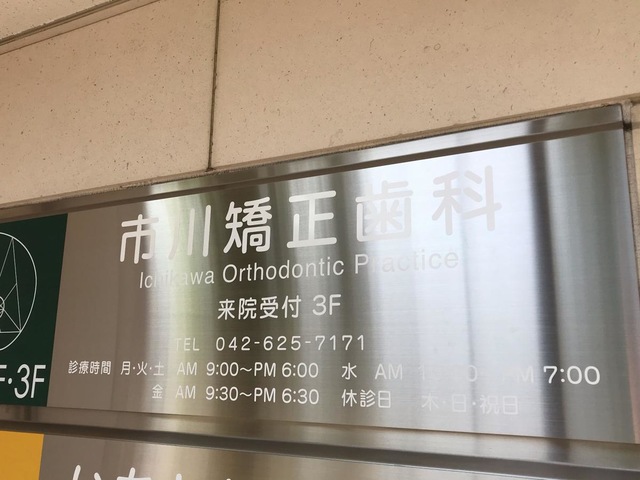 市川矯正歯科
Ichikawa Orthodontic Practice
来院受付 3F
TEL 042-625-7171
診療時間 月・火・土 AM 9:00〜PM 6:00 水 AM 7:00
金 AM 9:30〜PM 6:30 休診日 木・日・祝日
F・3F